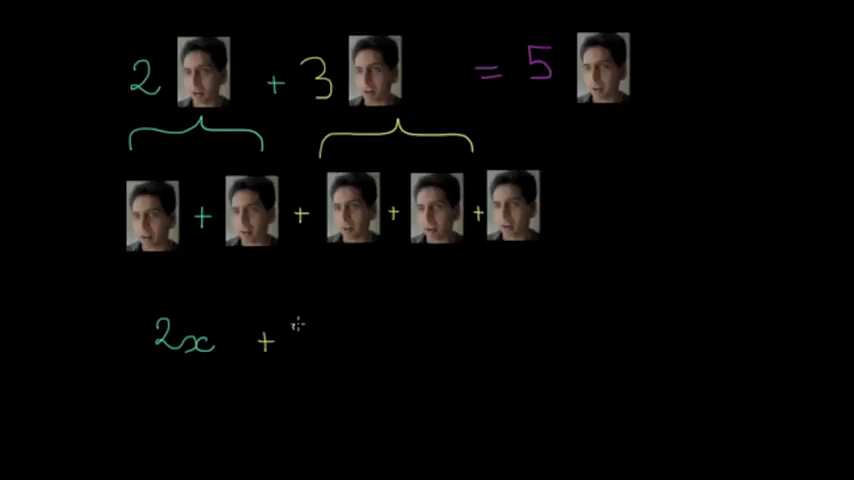 2 + 3 = 5
+ + + +
2x +